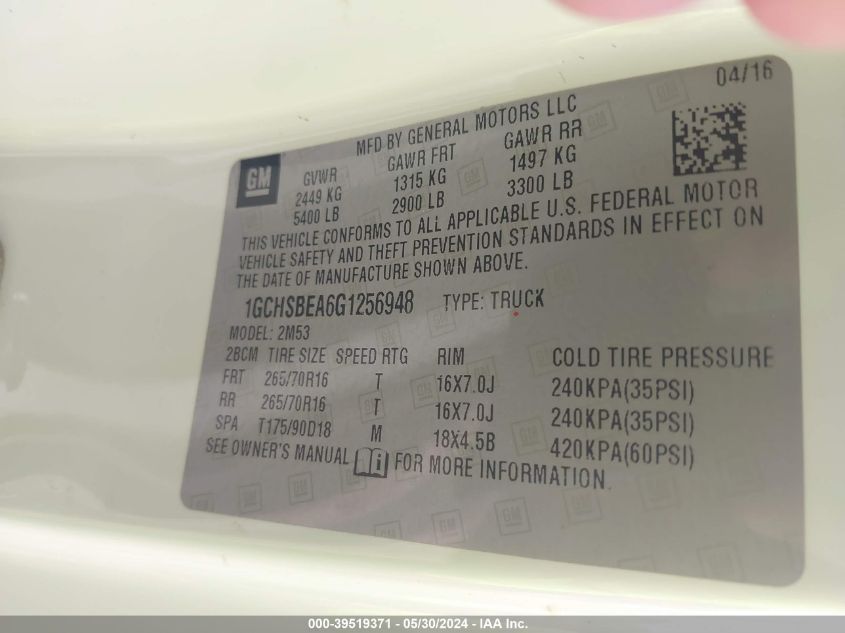 04/16
MFD BY GENERAL MOTORS LLC
GM
GVWR GAWR FRT GAWR RR
2449 KG 1315 KG 1497 KG
5400 LB 2900 LB 3300 LB
THIS VEHICLE CONFORMS TO ALL APPLICABLE U.S. FEDERAL MOTOR
VEHICLE SAFETY AND THEFT PREVENTION STANDARDS IN EFFECT ON
THE DATE OF MANUFACTURE SHOWN ABOVE.
1GCHSBEA6G1256948 TYPE: TRUCK
MODEL: 2M53
2BCM TIRE SIZE SPEED RTG RIM COLD TIRE PRESSURE
FRT 265/70R16 T 16X7.0J 240KPA(35PSI)
RR 265/70R16 T 16X7.0J 240KPA(35PSI)
SPA T175/90D18 M 18X4.5B 420KPA(60PSI)
SEE OWNER'S MANUAL i FOR MORE INFORMATION.
000-39519371 - 05/30/2024 - IAA Inc.